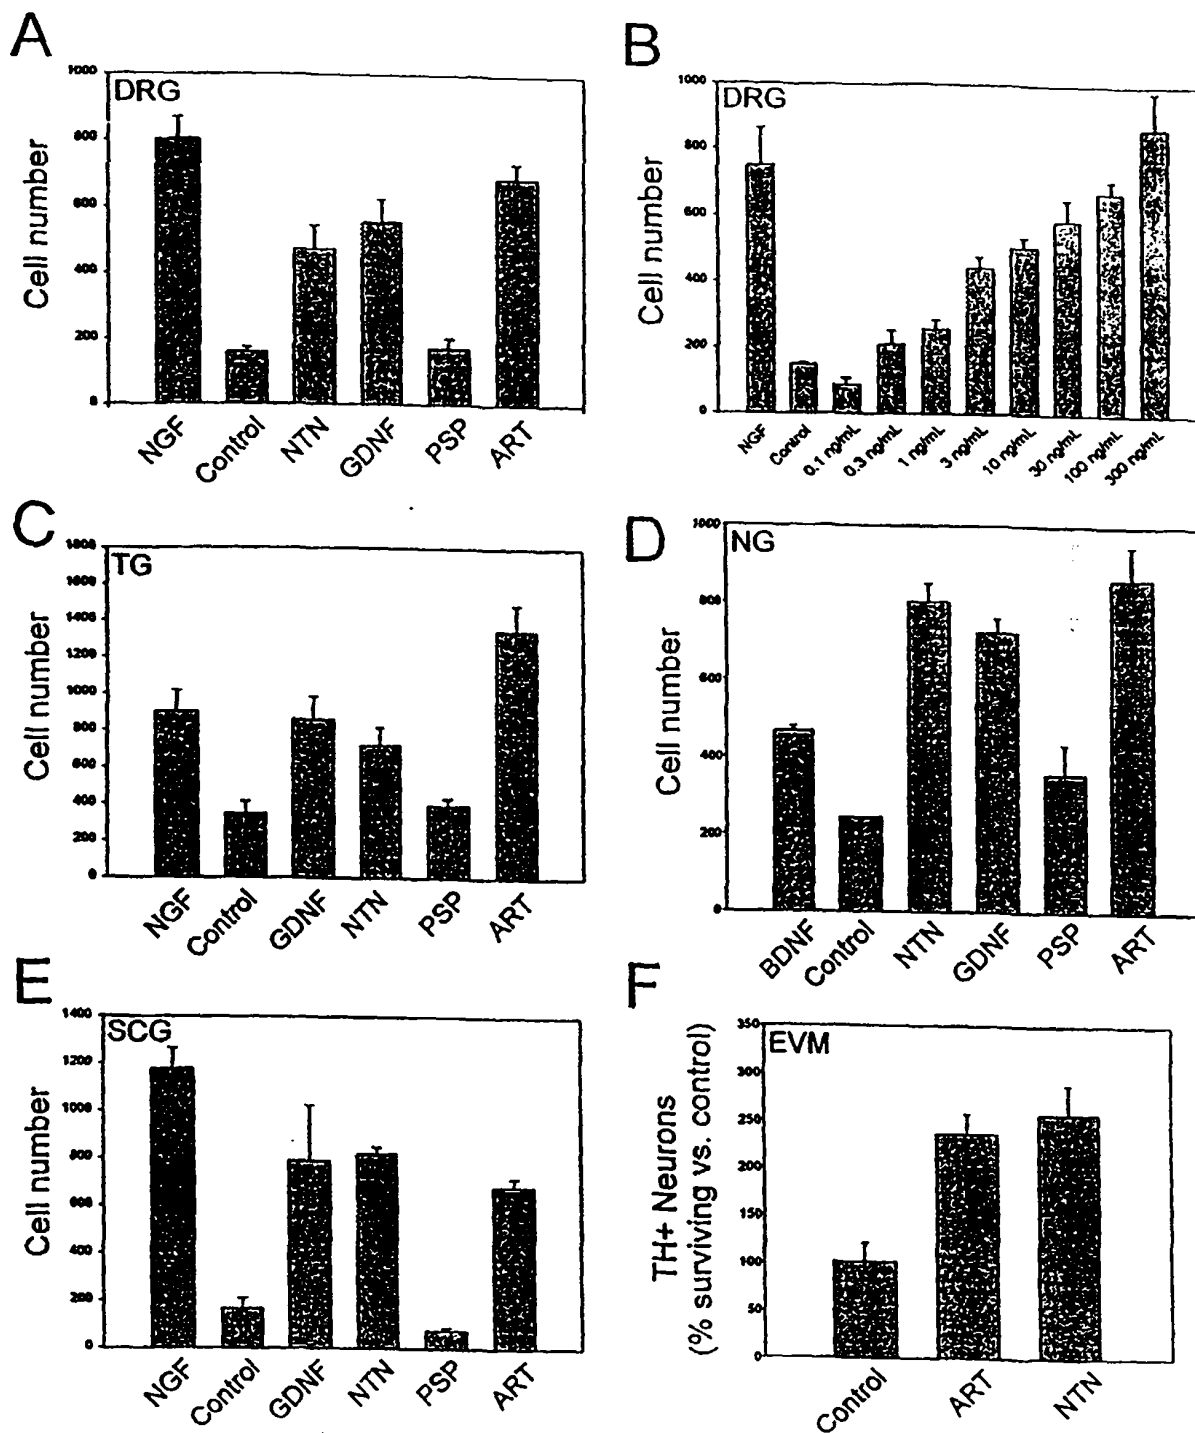 A
DRG
Cell number
1000
800
600
400
200
0
NGF
Control
NTN
GDNF
PSP
ART
B
DRG
Cell number
1000
800
600
400
200
0
NGF
Control
0.1 ng/mL
0.3 ng/mL
1 ng/mL
3 ng/mL
10 ng/mL
30 ng/mL
100 ng/mL
300 ng/mL
C
TG
Cell number
1800
1600
1400
1200
1000
800
600
400
200
0
NGF
Control
GDNF
NTN
PSP
ART
D
NG
Cell number
1000
800
600
400
200
0
BDNF
Control
NTN
GDNF
PSP
ART
E
SCG
Cell number
1400
1200
1000
800
600
400
200
0
NGF
Control
GDNF
NTN
PSP
ART
F
EVM
TH+ Neurons
(% surviving vs. control)
350
300
250
200
150
100
50
0
Control
ART
NTN